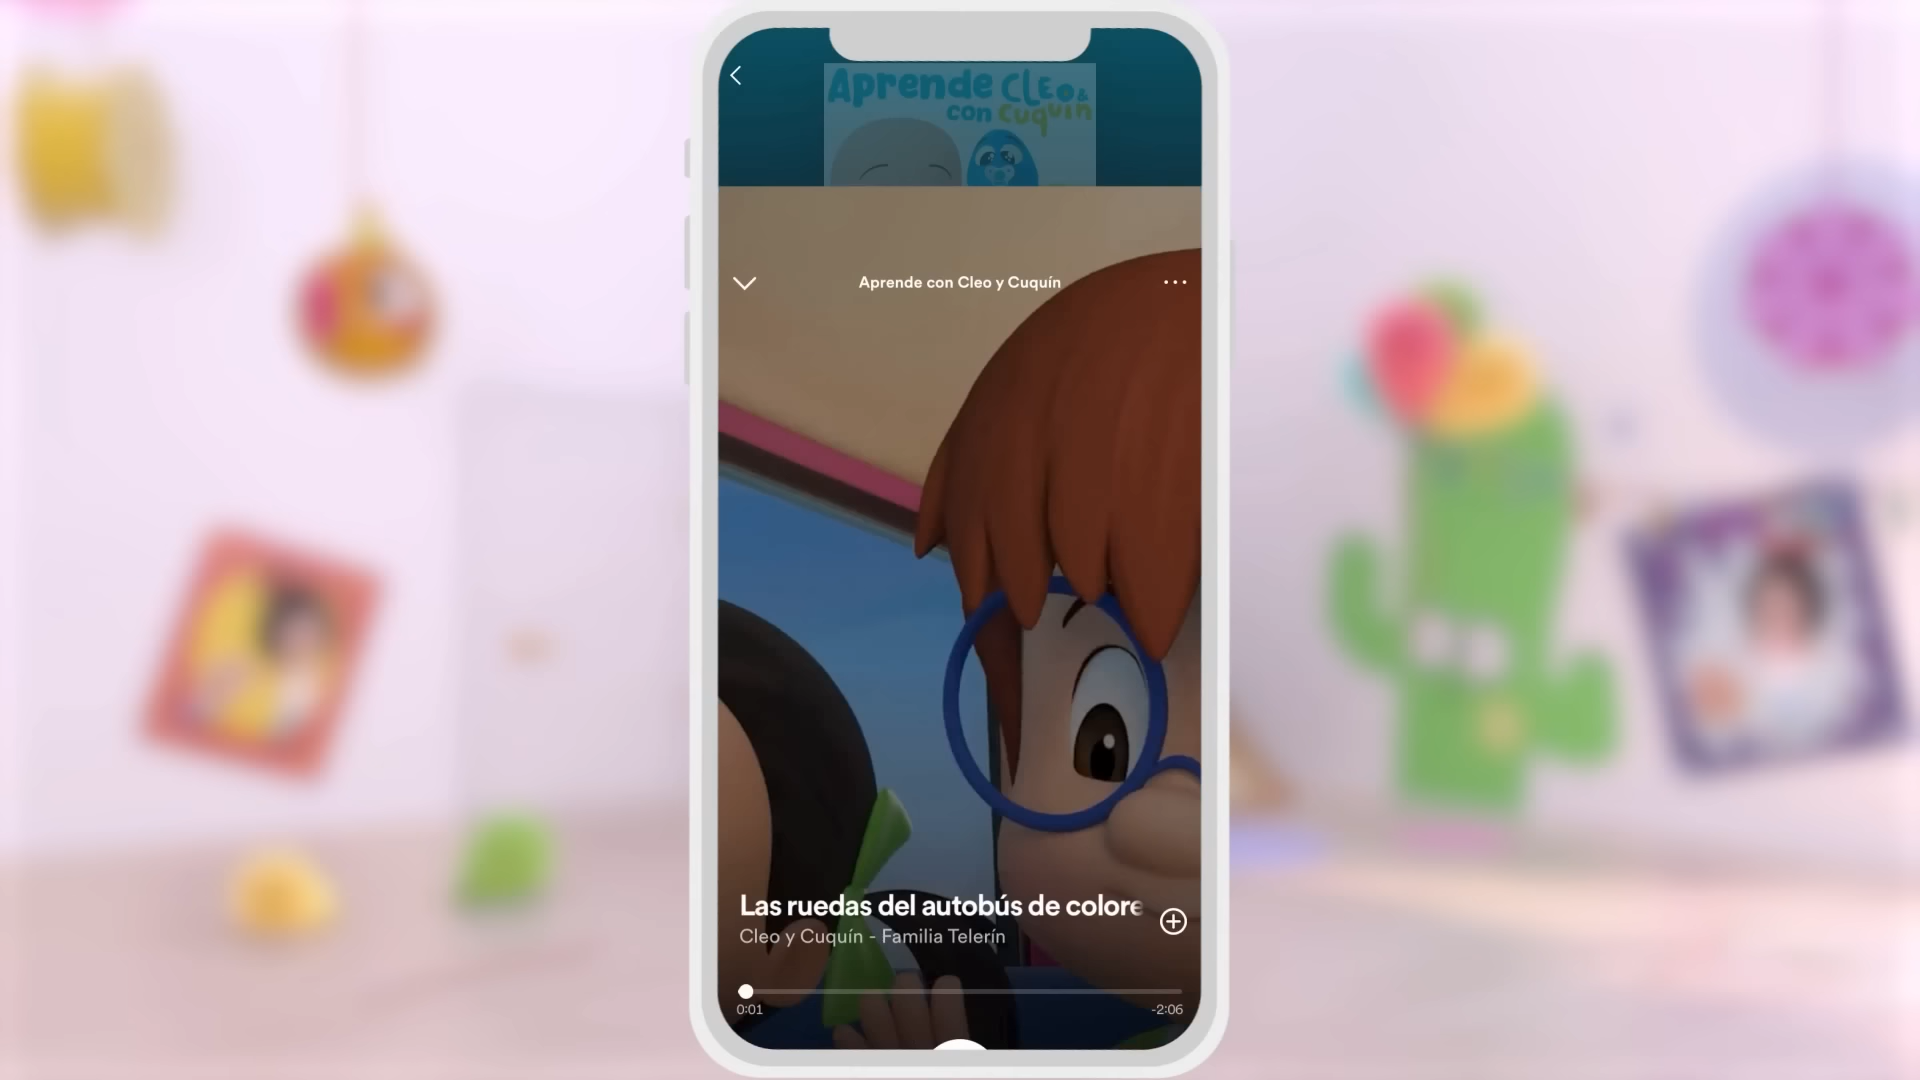 Aprende CLEO &
con cuquin
Aprende con Cleo y Cuquín
Las ruedas del autobús de colore
Cleo y Cuquín - Familia Telerín
0:01
-2:06